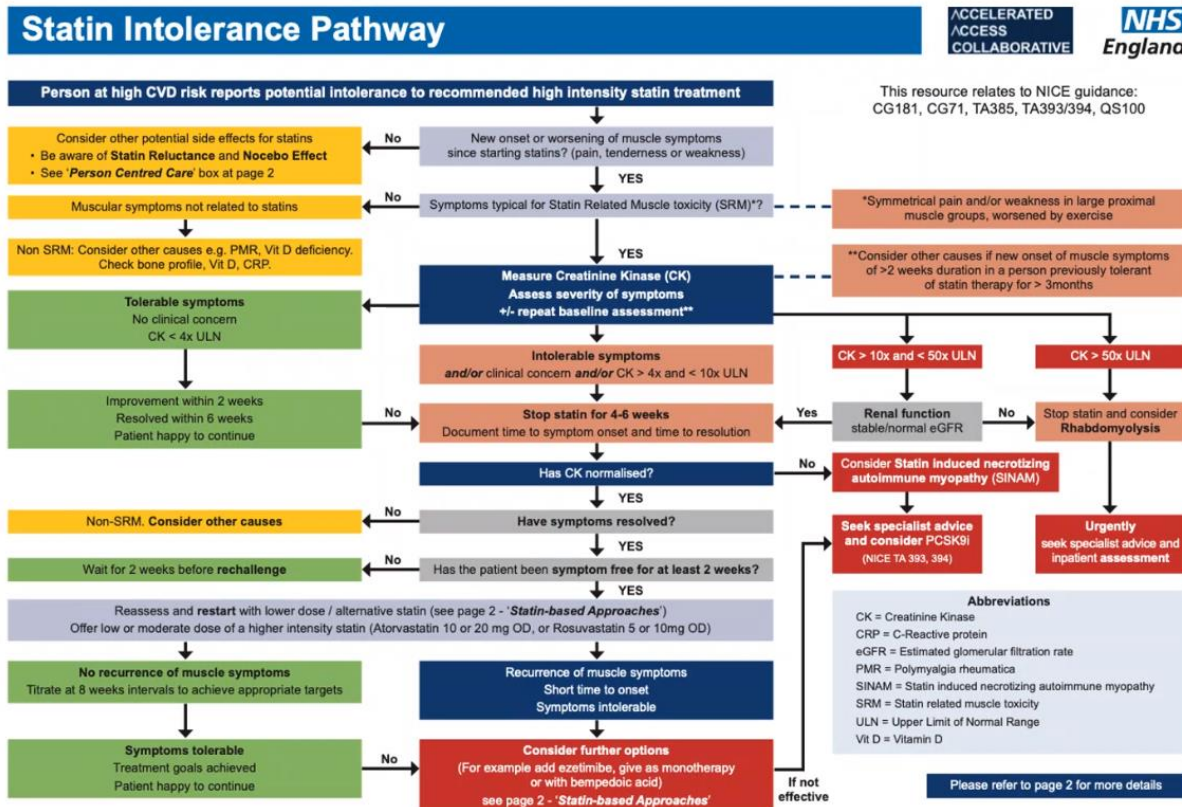 Statin Intolerance Pathway
ACCELERATED
ACCESS
COLLABORATIVE
NHS
England
Person at high CVD risk reports potential intolerance to recommended high intensity statin treatment
This resource relates to NICE guidance:
CG181, CG71, TA385, TA393/394, QS100
Consider other potential side effects for statins
• Be aware of Statin Reluctance and Nocebo Effect
• See 'Person Centred Care' box at page 2
No
New onset or worsening of muscle symptoms
since starting statins? (pain, tenderness or weakness)
YES
Muscular symptoms not related to statins
No
Symptoms typical for Statin Related Muscle toxicity (SRM)*?
*Symmetrical pain and/or weakness in large proximal
muscle groups, worsened by exercise
Non SRM: Consider other causes e.g. PMR, Vit D deficiency.
Check bone profile, Vit D, CRP.
YES
**Consider other causes if new onset of muscle symptoms
of >2 weeks duration in a person previously tolerant
of statin therapy for > 3months
Measure Creatinine Kinase (CK)
Assess severity of symptoms
+/- repeat baseline assessment**
Tolerable symptoms
No clinical concern
CK < 4x ULN
Intolerable symptoms
and/or clinical concern and/or CK > 4x and < 10x ULN
CK > 10x and < 50x ULN
CK > 50x ULN
Improvement within 2 weeks
Resolved within 6 weeks
Patient happy to continue
No
Stop statin for 4-6 weeks
Document time to symptom onset and time to resolution
Yes
Renal function
stable/normal eGFR
No
Stop statin and consider
Rhabdomyolysis
Has CK normalised?
No
Consider Statin induced necrotizing
autoimmune myopathy (SINAM)
YES
Non-SRM. Consider other causes
No
Have symptoms resolved?
Seek specialist advice
and consider PCSK9i
(NICE TA 393, 394)
Urgently
seek specialist advice and
inpatient assessment
YES
Wait for 2 weeks before rechallenge
No
Has the patient been symptom free for at least 2 weeks?
YES
Reassess and restart with lower dose / alternative statin (see page 2 - 'Statin-based Approaches')
Offer low or moderate dose of a higher intensity statin (Atorvastatin 10 or 20 mg OD, or Rosuvastatin 5 or 10mg OD)
No recurrence of muscle symptoms
Titrate at 8 weeks intervals to achieve appropriate targets
Recurrence of muscle symptoms
Short time to onset
Symptoms intolerable
Symptoms tolerable
Treatment goals achieved
Patient happy to continue
No
Consider further options
(For example add ezetimibe, give as monotherapy
or with bempedoic acid)
see page 2 - 'Statin-based Approaches'
If not
effective
Abbreviations
CK = Creatinine Kinase
CRP = C-Reactive protein
eGFR = Estimated glomerular filtration rate
PMR = Polymyalgia rheumatica
SINAM = Statin induced necrotizing autoimmune myopathy
SRM = Statin related muscle toxicity
ULN = Upper Limit of Normal Range
Vit D = Vitamin D
Please refer to page 2 for more details